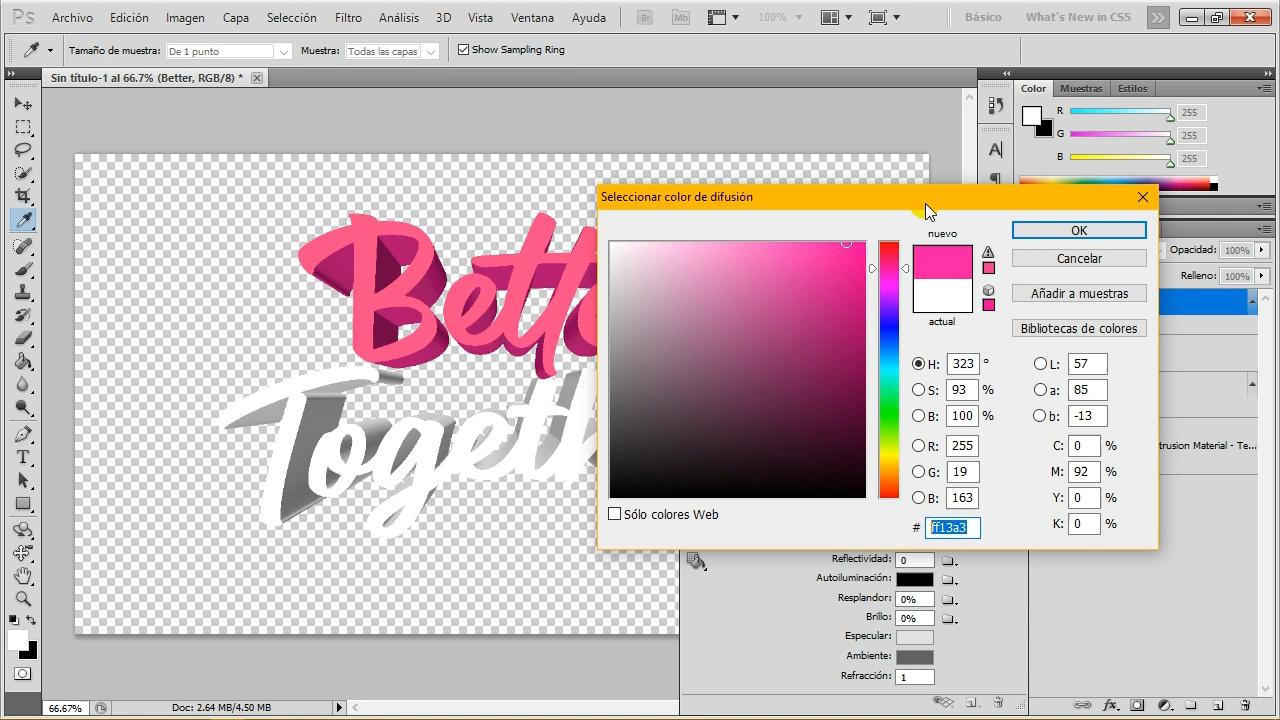 Ps Archivo Edición Imagen Capa Selección Filtro Análisis 3D Vista Ventana Ayuda Br Mb 100% Básico What's New in CS5
Tamaño de muestra: De 1 punto Muestra: Todas las capas Show Sampling Ring
Sin título-1 al 66.7% (Better, RGB/8) *
Color Muestras Estilos
R 255
G 255
B 255
Opacidad: 100%
Relleno: 100%
Seleccionar color de difusión
nuevo
actual
OK
Cancelar
Añadir a muestras
Bibliotecas de colores
H: 323 °
S: 93 %
B: 100 %
R: 255
G: 19
B: 163
# ff13a3
L: 57
a: 85
b: -13
C: 0 %
M: 92 %
Y: 0 %
K: 0 %
Sólo colores Web
Bette
Togeth
trusion Material - Te...
Reflectividad: 0
Autoiluminación:
Resplandor: 0%
Brillo: 0%
Especular:
Ambiente:
Refracción: 1
66.67% Doc: 2.64 MB/4.50 MB